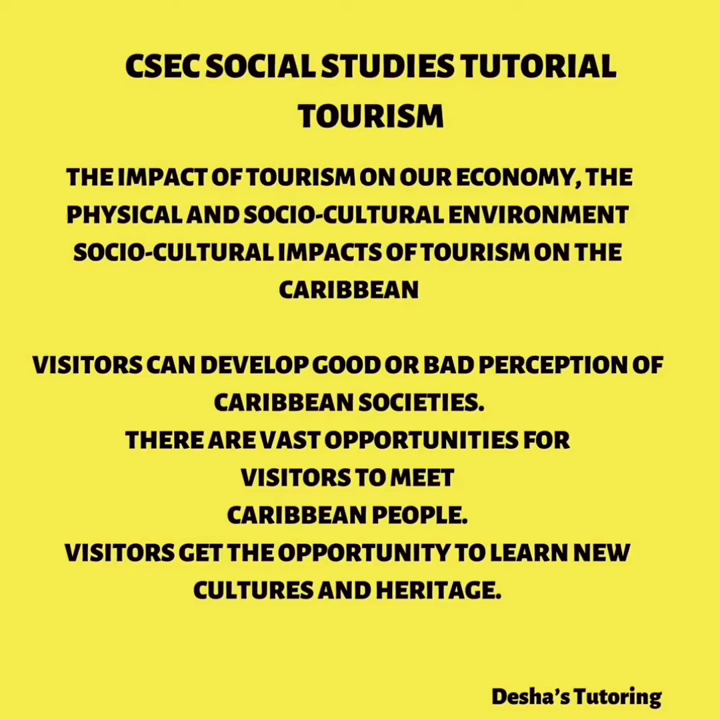 CSEC SOCIAL STUDIES TUTORIAL
TOURISM
THE IMPACT OF TOURISM ON OUR ECONOMY, THE
PHYSICAL AND SOCIO-CULTURAL ENVIRONMENT
SOCIO-CULTURAL IMPACTS OF TOURISM ON THE
CARIBBEAN
VISITORS CAN DEVELOP GOOD OR BAD PERCEPTION OF
CARIBBEAN SOCIETIES.
THERE ARE VAST OPPORTUNITIES FOR
VISITORS TO MEET
CARIBBEAN PEOPLE.
VISITORS GET THE OPPORTUNITY TO LEARN NEW
CULTURES AND HERITAGE.
Desha's Tutoring